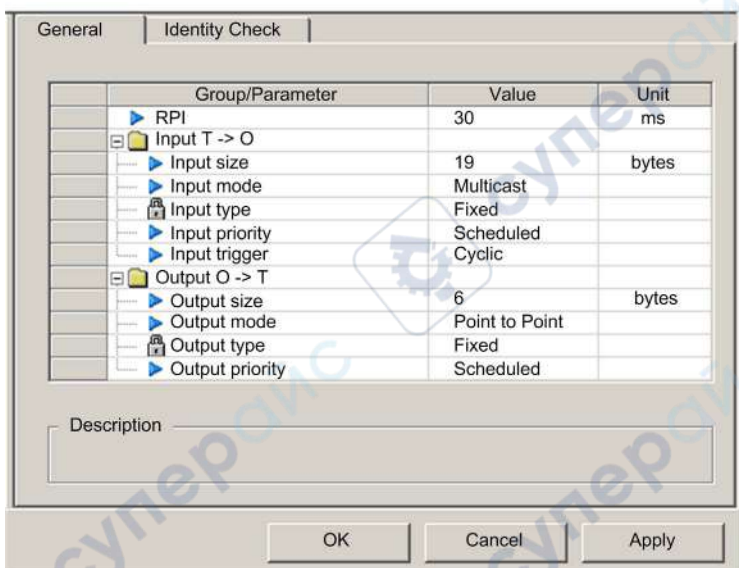 General Identity Check
Group/Parameter Value Unit
RPI 30 ms
Input T -> O
Input size 19 bytes
Input mode Multicast
Input type Fixed
Input priority Scheduled
Input trigger Cyclic
Output O -> T
Output size 6 bytes
Output mode Point to Point
Output type Fixed
Output priority Scheduled
Description
OK Cancel Apply
суперайс